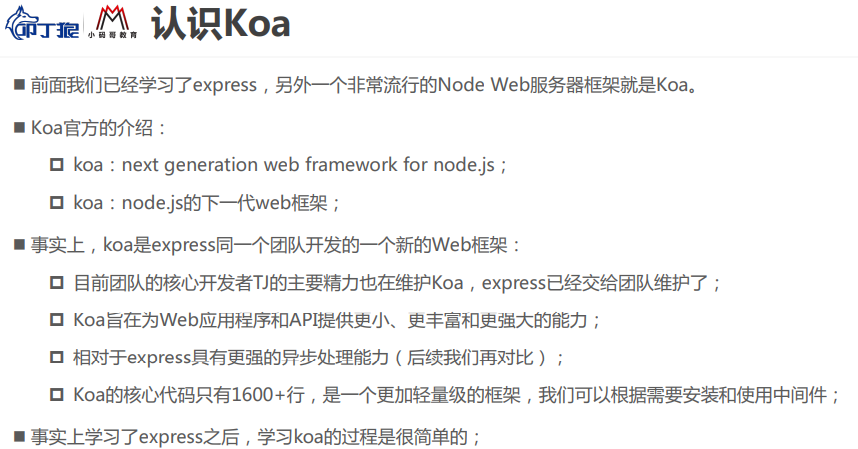 叩丁狼
小码哥教育
认识Koa
■ 前面我们已经学习了express，另外一个非常流行的Node Web服务器框架就是Koa。
■ Koa官方的介绍：
koa：next generation web framework for node.js；
koa：node.js的下一代web框架；
■ 事实上，koa是express同一个团队开发的一个新的Web框架：
目前团队的核心开发者TJ的主要精力也在维护Koa，express已经交给团队维护了；
Koa旨在为Web应用程序和API提供更小、更丰富和更强大的能力；
相对于express具有更强的异步处理能力（后续我们再对比）；
Koa的核心代码只有1600+行，是一个更加轻量级的框架，我们可以根据需要安装和使用中间件；
■ 事实上学习了express之后，学习koa的过程是很简单的；